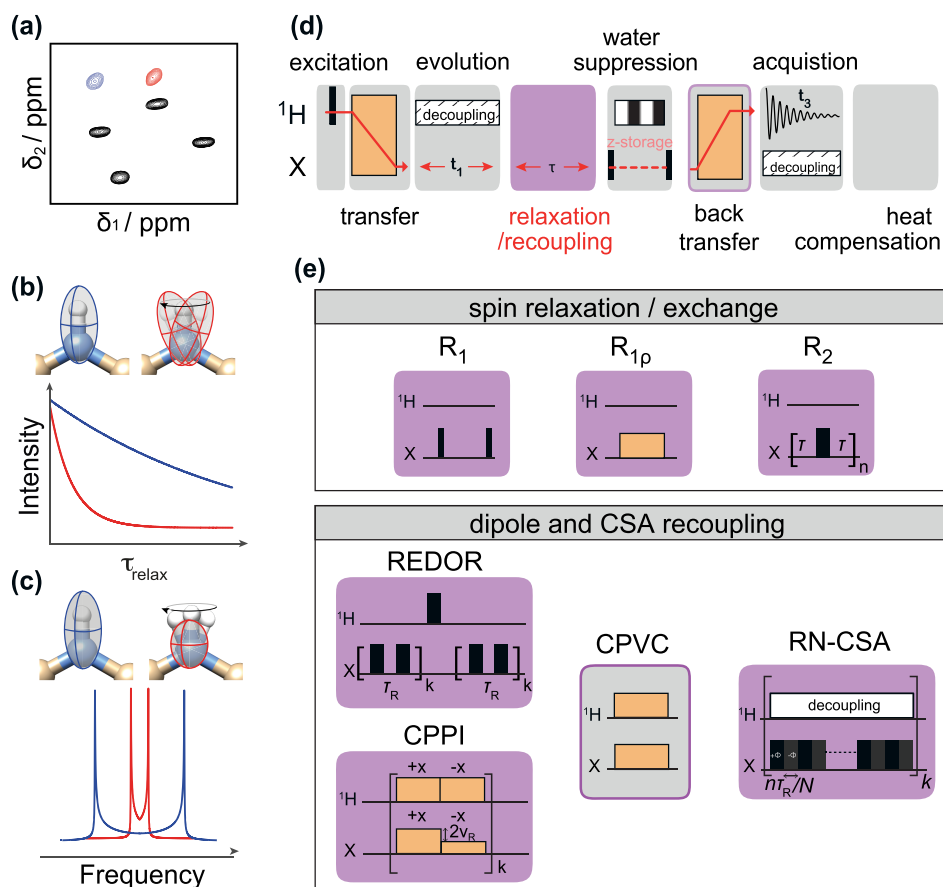 (a)
δ2 / ppm
δ1 / ppm
(b)
Intensity
τrelax
(c)
Frequency
(d)
excitation
evolution
water
suppression
acquistion
1H
X
decoupling
t1
τ
z-storage
t3
decoupling
transfer
relaxation
/recoupling
back
transfer
heat
compensation
(e)
spin relaxation / exchange
R1
R1ρ
R2
1H
X
1H
X
1H
X [τ τ]n
dipole and CSA recoupling
REDOR
1H
X [ ]k [ ]k
τR τR
CPPI
+x -x
1H
+x -x
2νR
X
k
CPVC
1H
X
RN-CSA
decoupling
1H
+Φ -Φ
X
nτR/N
k